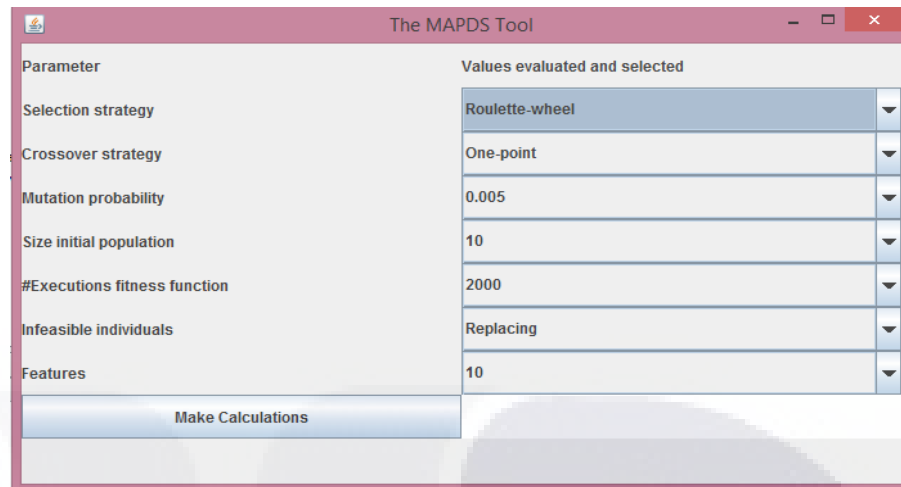 The MAPDS Tool
Parameter Values evaluated and selected
Selection strategy Roulette-wheel
Crossover strategy One-point
Mutation probability 0.005
Size initial population 10
#Executions fitness function 2000
Infeasible individuals Replacing
Features 10
Make Calculations